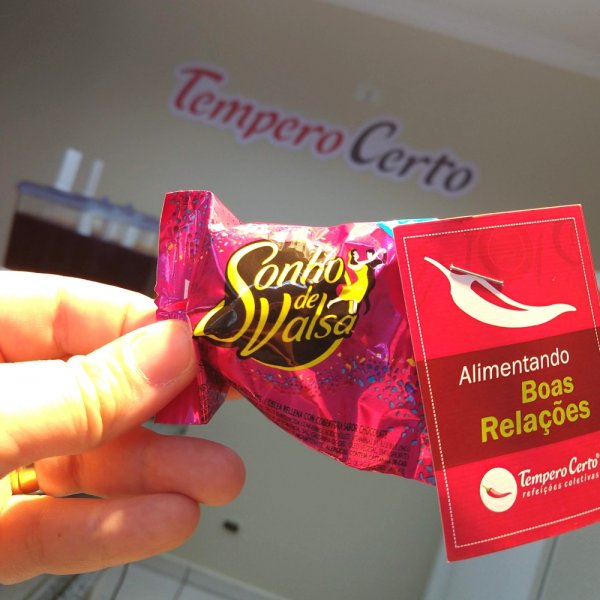 Tempero Certo
Sonho
de
Valsa
Alimentando
Boas
Relações
Tempero Certo®
refeições coletivas